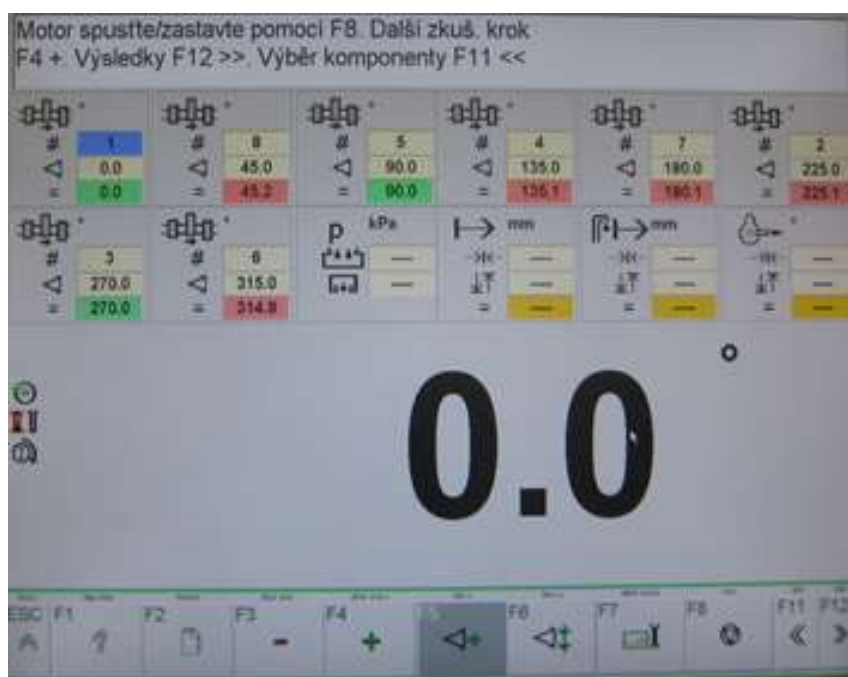 Motor spusťte/zastavte pomocí F8. Další zkuš. krok
F4 +. Výsledky F12 >>. Výběr komponenty F11 <<
# 1 # 8 # 5 # 4 # 7 # 2
0.0 45.0 90.0 135.0 180.0 225.0
= 0.0 = 45.2 = 90.0 = 135.1 = 180.1 = 225.1
p kPa mm mm °
# 3 # 6
270.0 315.0
= 270.0 = 314.9 = = =
0.0°
ESC F1 F2 F3 F4 F6 F7 F8 F11 F12